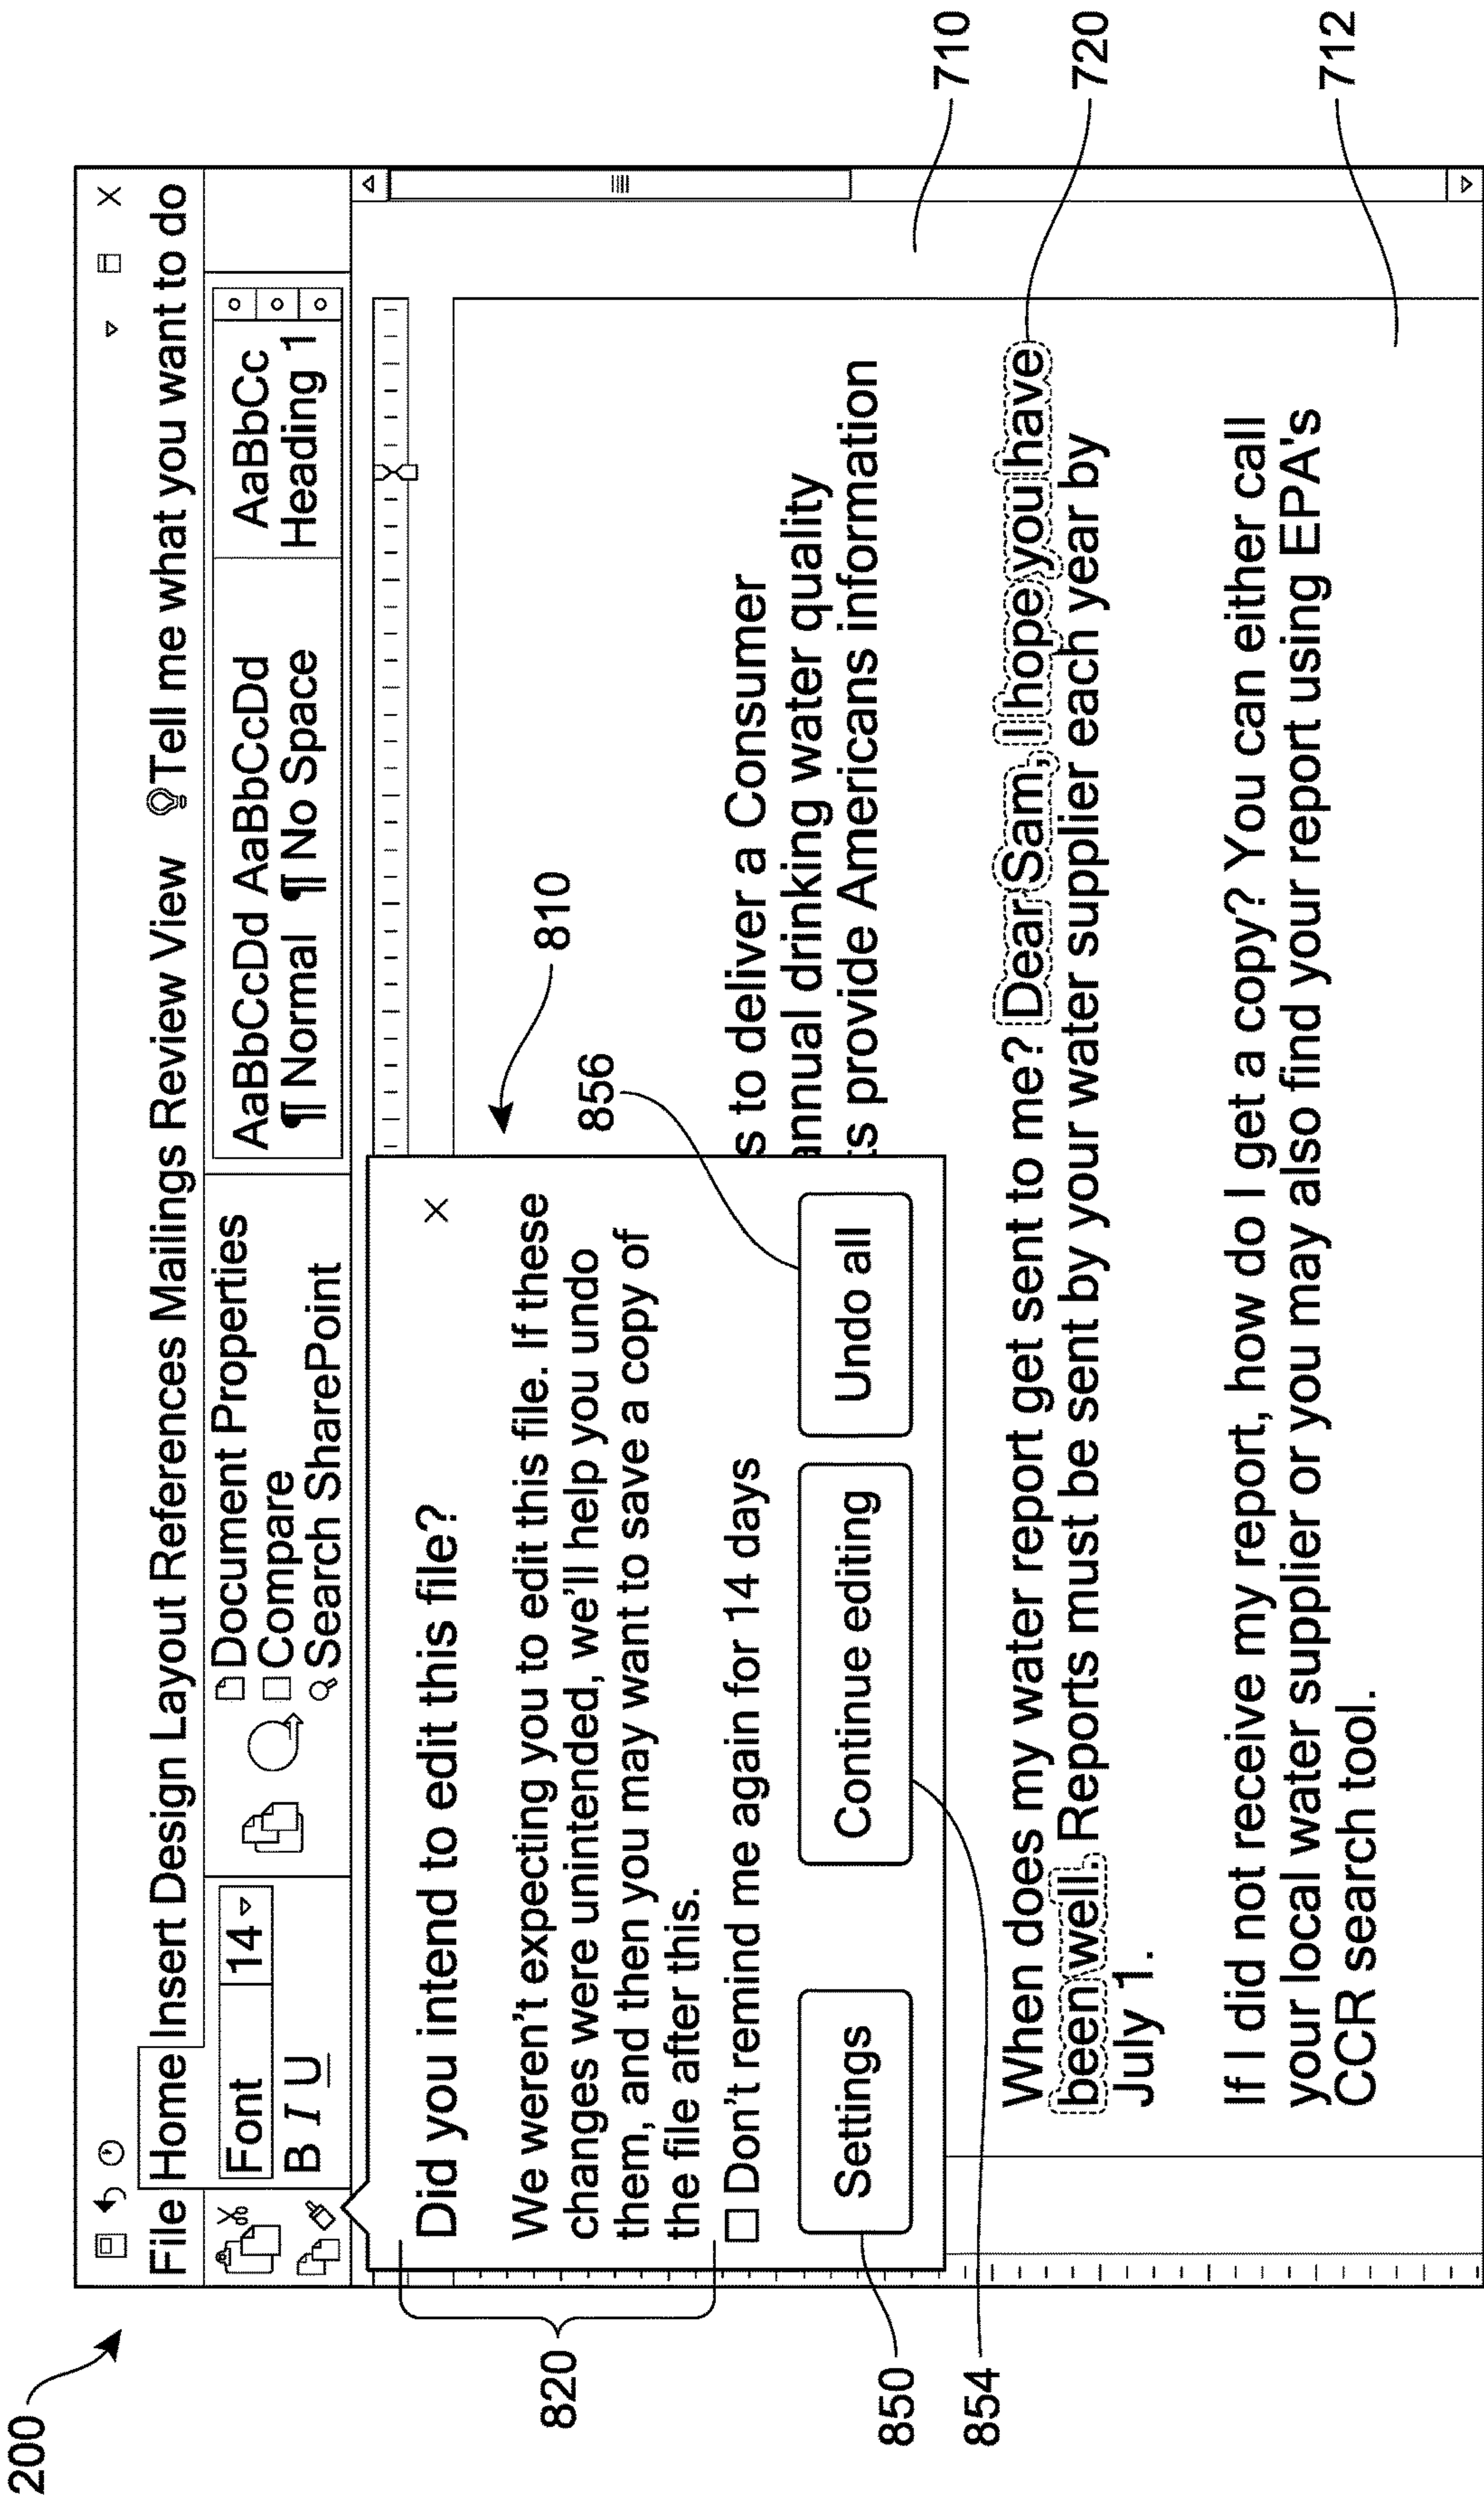 200
File Home Insert Design Layout References Mailings Review View Tell me what you want to do
X
Font 14
B I U
Document Properties
Compare
Search SharePoint
AaBbCcDd AaBbCcDd AaBbCc
¶ Normal ¶ No Space Heading 1
810
820
Did you intend to edit this file?
X
We weren't expecting you to edit this file. If these
changes were unintended, we'll help you undo
them, and then you may want to save a copy of
the file after this.
Don't remind me again for 14 days
Settings
Continue editing
Undo all
850
854
856
s to deliver a Consumer
annual drinking water quality
ts provide Americans information
710
When does my water report get sent to me? Dear Sam, I hope you have
been well. Reports must be sent by your water supplier each year by
July 1.
720
If I did not receive my report, how do I get a copy? You can either call
your local water supplier or you may also find your report using EPA's
CCR search tool.
712